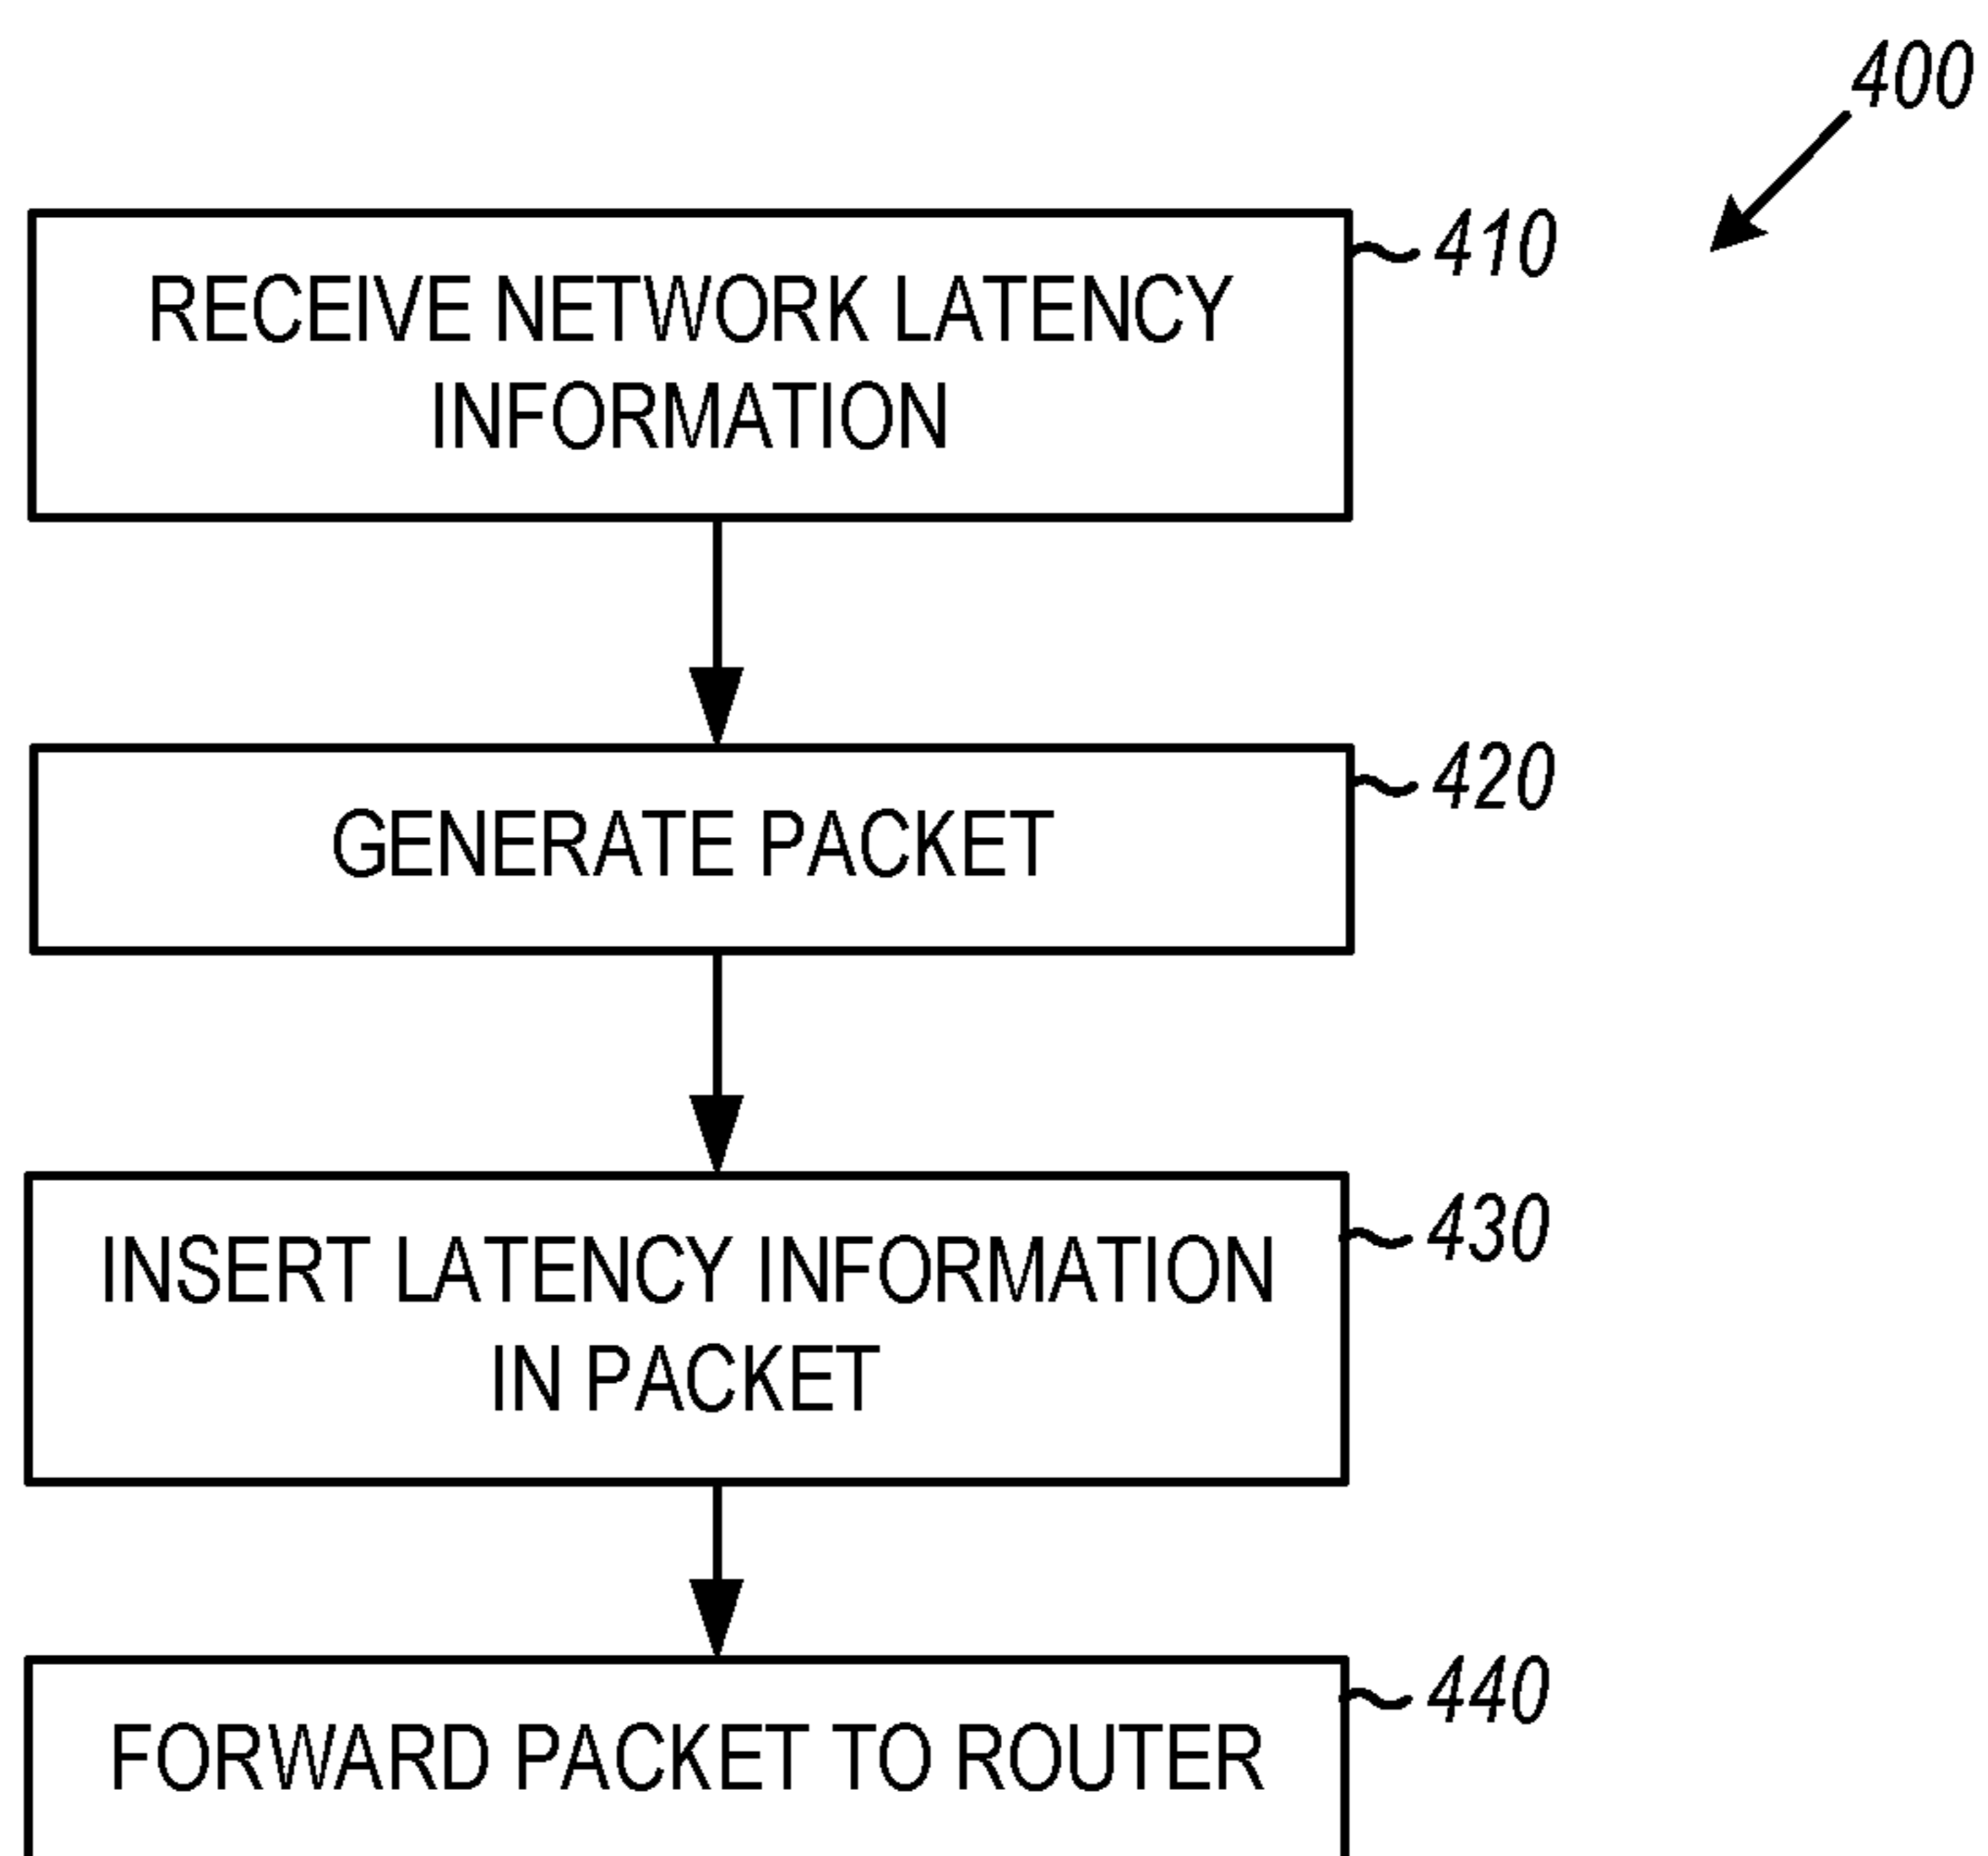 400
410
RECEIVE NETWORK LATENCY
INFORMATION
420
GENERATE PACKET
430
INSERT LATENCY INFORMATION
IN PACKET
440
FORWARD PACKET TO ROUTER